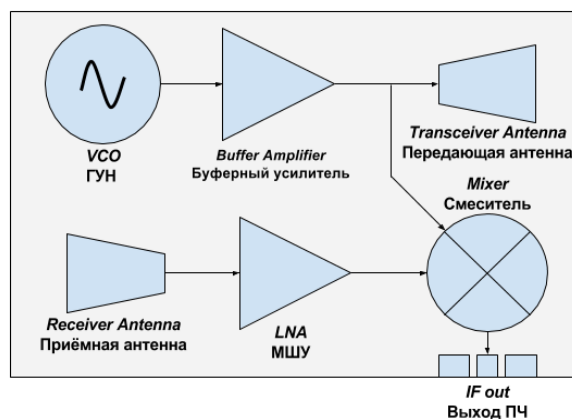 VCO
ГУН
Buffer Amplifier
Буферный усилитель
Transceiver Antenna
Передающая антенна
Mixer
Смеситель
Receiver Antenna
Приёмная антенна
LNA
МШУ
IF out
Выход ПЧ